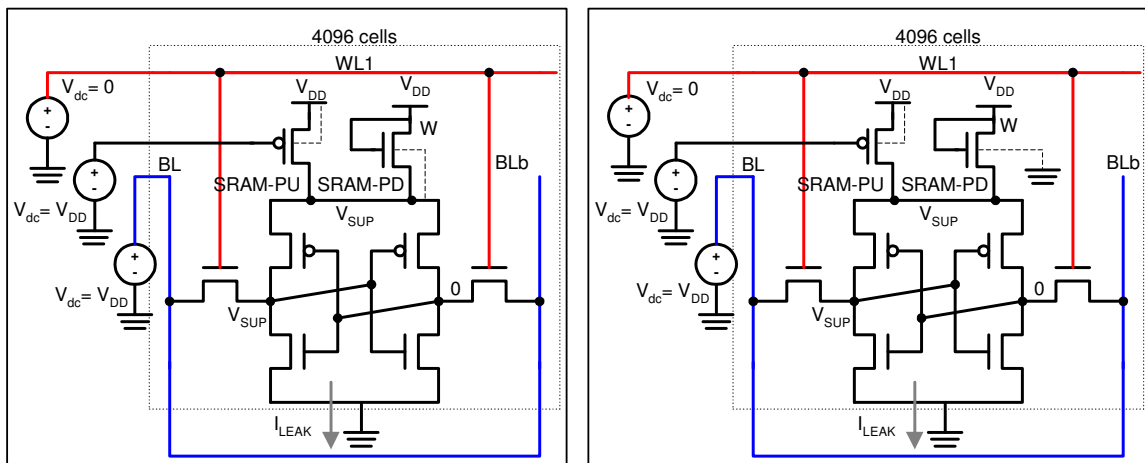 4096 cells
WL1
Vdc= 0
VDD
VDD
W
BL
BLb
SRAM-PU
SRAM-PD
Vdc= VDD
VSUP
Vdc= VDD
0
VSUP
ILEAK
4096 cells
WL1
Vdc= 0
VDD
VDD
W
BL
BLb
SRAM-PU
SRAM-PD
Vdc= VDD
VSUP
Vdc= VDD
0
VSUP
ILEAK